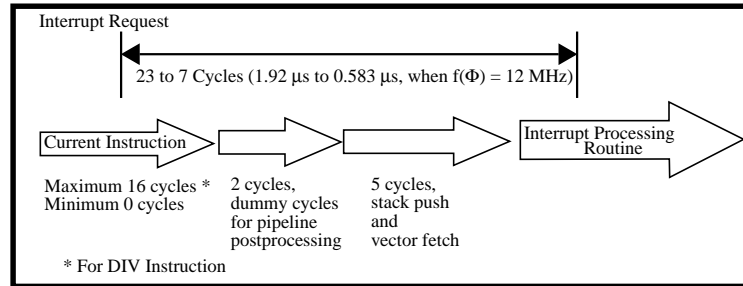 Interrupt Request
23 to 7 Cycles (1.92 μs to 0.583 μs, when f(Φ) = 12 MHz)
Current Instruction
Interrupt Processing
Routine
Maximum 16 cycles *
Minimum 0 cycles
2 cycles,
dummy cycles
for pipeline
postprocessing
5 cycles,
stack push
and
vector fetch
* For DIV Instruction